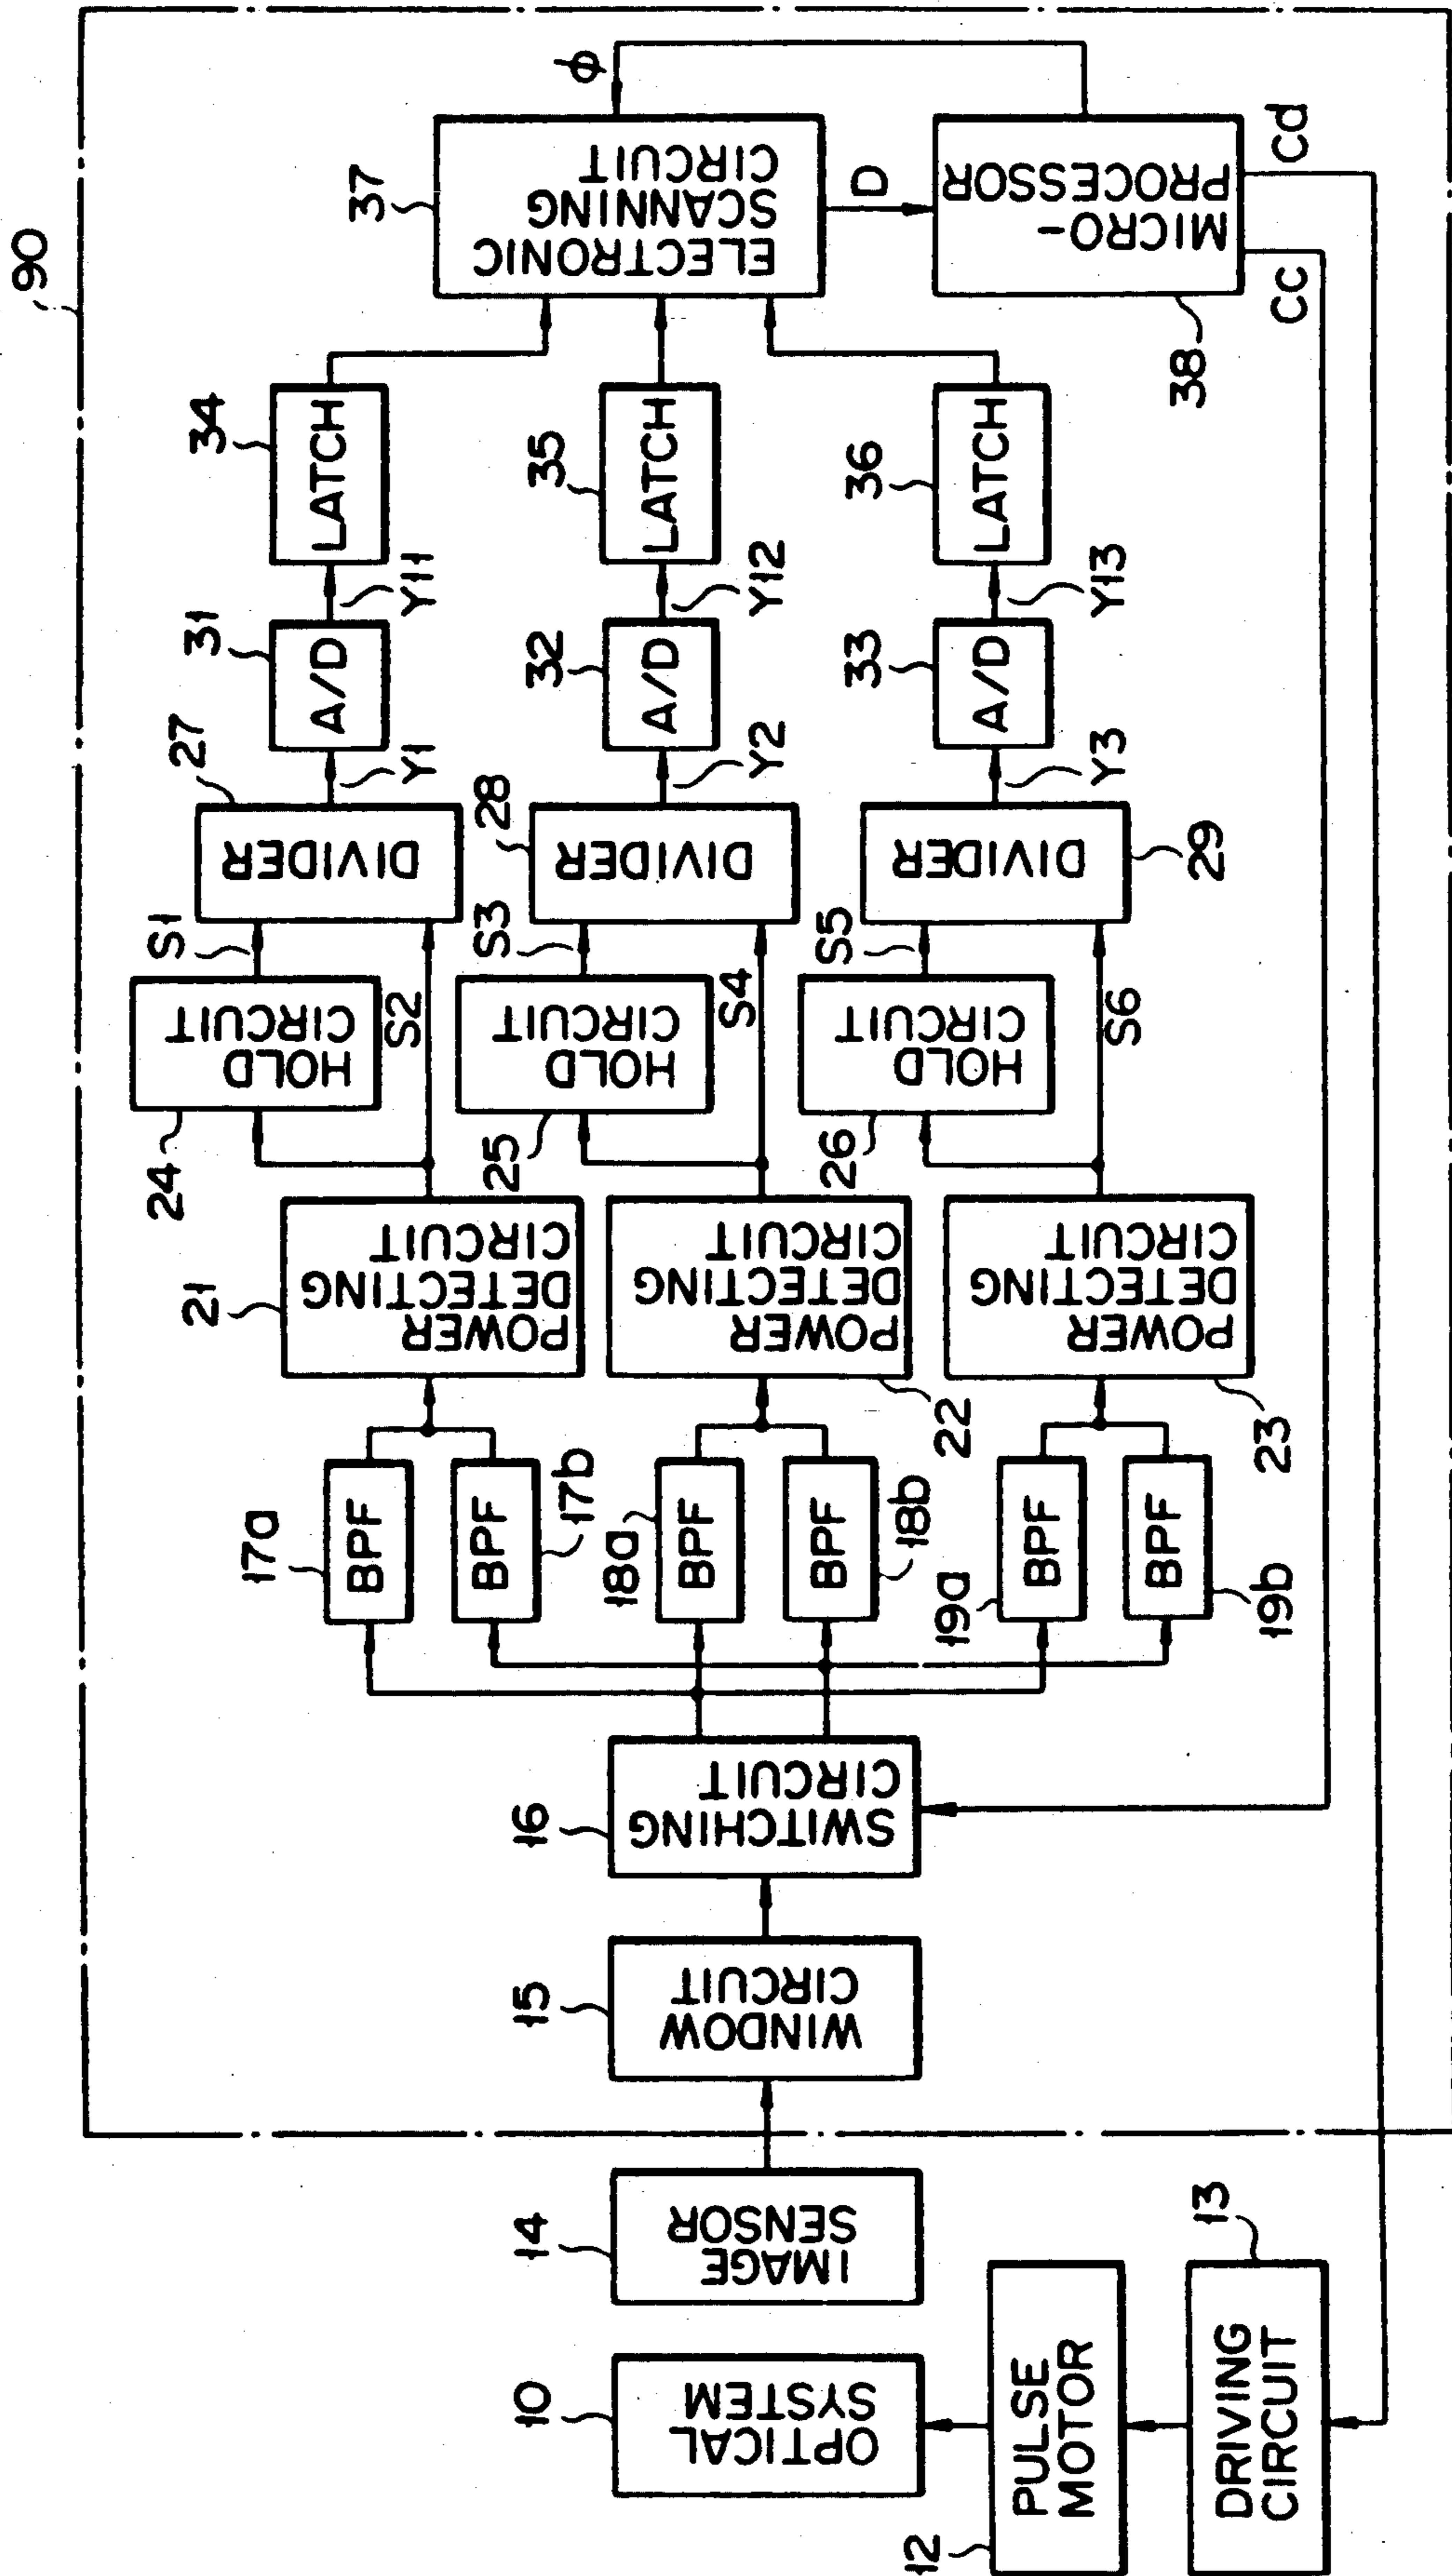 90
10
OPTICAL
SYSTEM
12
PULSE
MOTOR
13
DRIVING
CIRCUIT
14
IMAGE
SENSOR
15
WINDOW
CIRCUIT
16
SWITCHING
CIRCUIT
17a
BPF
BPF
17b
18a
BPF
BPF
18b
19a
BPF
BPF
19b
21
POWER
DETECTING
CIRCUIT
POWER
DETECTING
CIRCUIT
22
POWER
DETECTING
CIRCUIT
23
24
HOLD
CIRCUIT
S1
S2
25
HOLD
CIRCUIT
S3
S4
26
HOLD
CIRCUIT
S5
S6
27
DIVIDER
28
DIVIDER
DIVIDER
29
Y1
31
A/D
Y11
34
LATCH
Y2
32
A/D
Y12
35
LATCH
Y3
33
A/D
Y13
36
LATCH
37
ELECTRONIC
SCANNING
CIRCUIT
ϕ
D
MICRO-
PROCESSOR
38
Cc
Cd